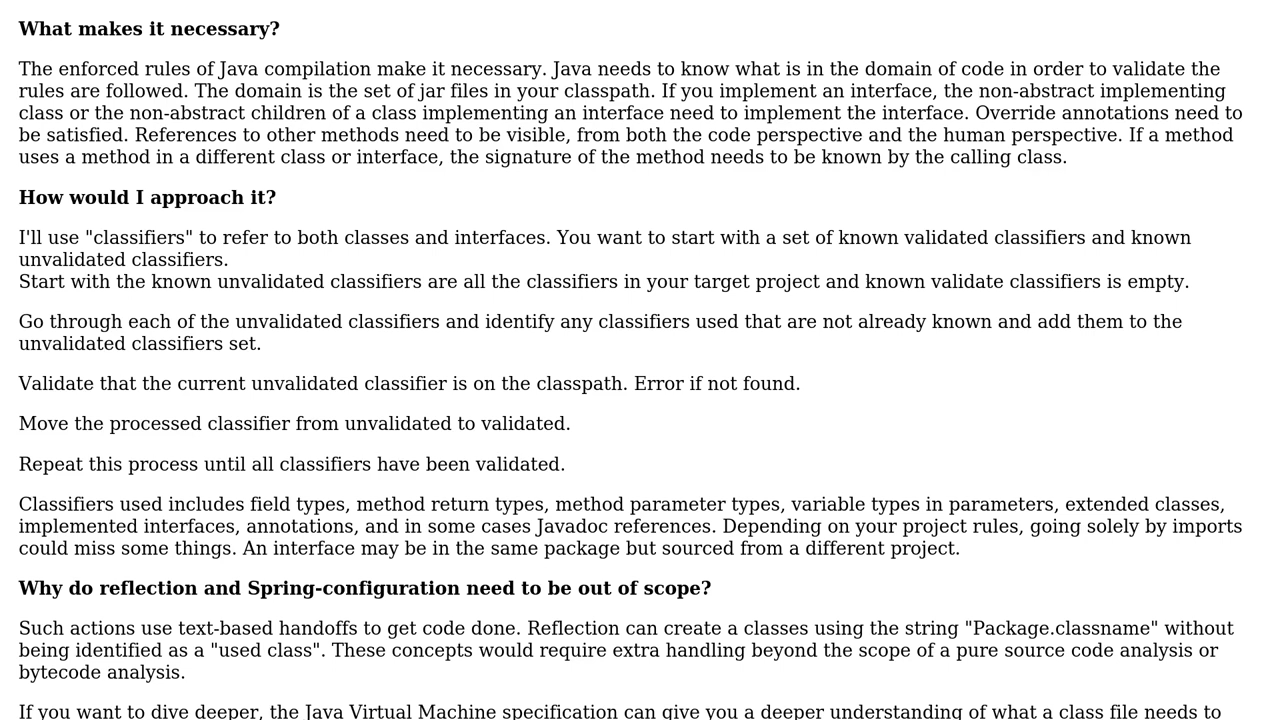 What makes it necessary?
The enforced rules of Java compilation make it necessary. Java needs to know what is in the domain of code in order to validate the
rules are followed. The domain is the set of jar files in your classpath. If you implement an interface, the non-abstract implementing
class or the non-abstract children of a class implementing an interface need to implement the interface. Override annotations need to
be satisfied. References to other methods need to be visible, from both the code perspective and the human perspective. If a method
uses a method in a different class or interface, the signature of the method needs to be known by the calling class.
How would I approach it?
I'll use "classifiers" to refer to both classes and interfaces. You want to start with a set of known validated classifiers and known
unvalidated classifiers.
Start with the known unvalidated classifiers are all the classifiers in your target project and known validate classifiers is empty.
Go through each of the unvalidated classifiers and identify any classifiers used that are not already known and add them to the
unvalidated classifiers set.
Validate that the current unvalidated classifier is on the classpath. Error if not found.
Move the processed classifier from unvalidated to validated.
Repeat this process until all classifiers have been validated.
Classifiers used includes field types, method return types, method parameter types, variable types in parameters, extended classes,
implemented interfaces, annotations, and in some cases Javadoc references. Depending on your project rules, going solely by imports
could miss some things. An interface may be in the same package but sourced from a different project.
Why do reflection and Spring-configuration need to be out of scope?
Such actions use text-based handoffs to get code done. Reflection can create a classes using the string "Package.classname" without
being identified as a "used class". These concepts would require extra handling beyond the scope of a pure source code analysis or
bytecode analysis.
If you want to dive deeper, the Java Virtual Machine specification can give you a deeper understanding of what a class file needs to